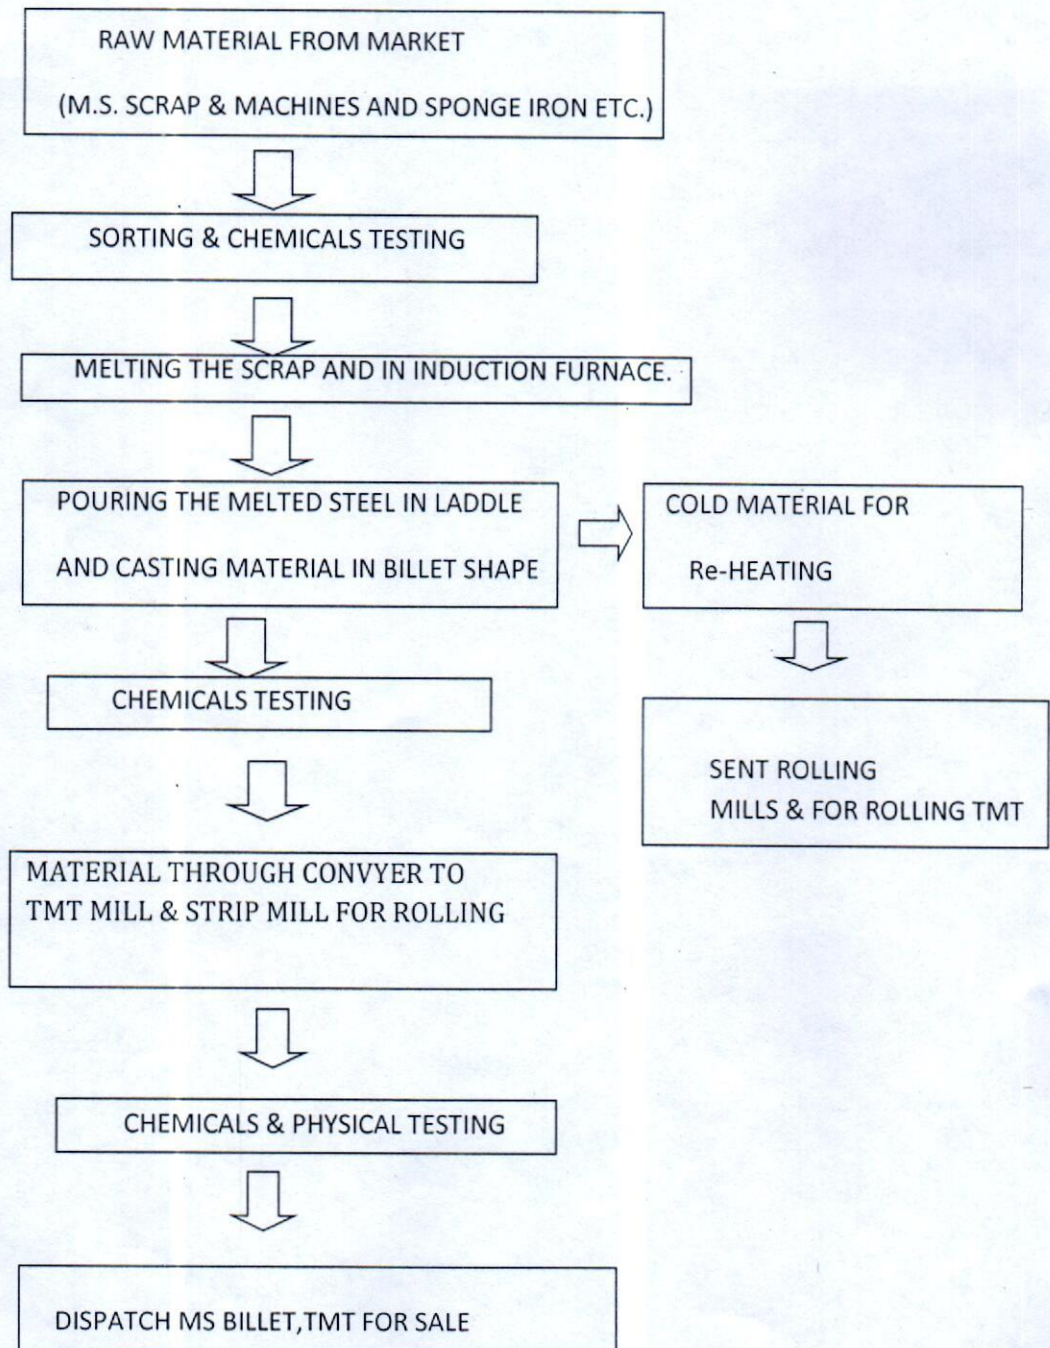 RAW MATERIAL FROM MARKET
(M.S. SCRAP & MACHINES AND SPONGE IRON ETC.)
SORTING & CHEMICALS TESTING
MELTING THE SCRAP AND IN INDUCTION FURNACE.
POURING THE MELTED STEEL IN LADDLE
AND CASTING MATERIAL IN BILLET SHAPE
COLD MATERIAL FOR
Re-HEATING
CHEMICALS TESTING
SENT ROLLING
MILLS & FOR ROLLING TMT
MATERIAL THROUGH CONVYER TO
TMT MILL & STRIP MILL FOR ROLLING
CHEMICALS & PHYSICAL TESTING
DISPATCH MS BILLET,TMT FOR SALE